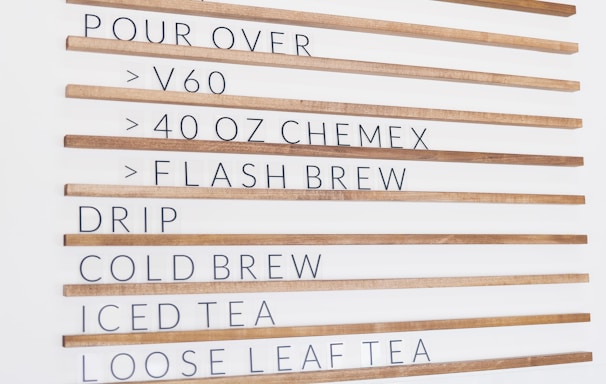 POUR OVER
> V60
> 40 OZ CHEMEX
> FLASH BREW
DRIP
COLD BREW
ICED TEA
LOOSE LEAF TEA